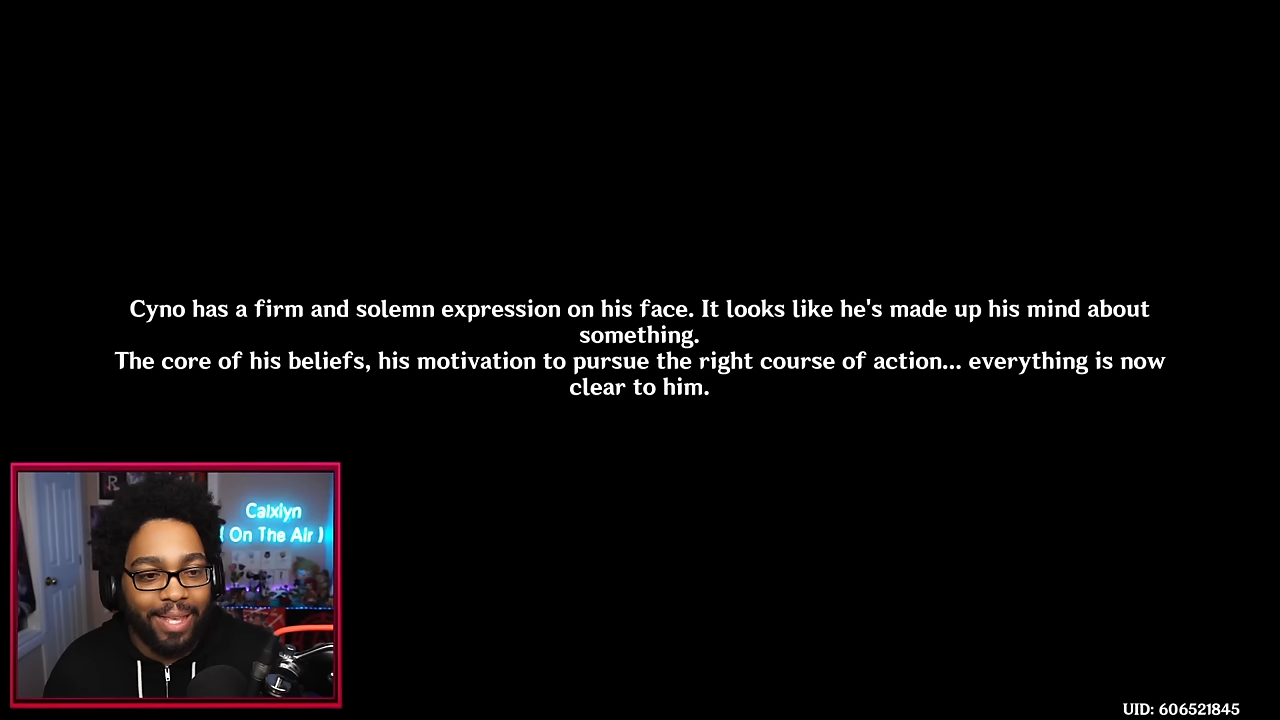 Cyno has a firm and solemn expression on his face. It looks like he's made up his mind about
something.
The core of his beliefs, his motivation to pursue the right course of action... everything is now
clear to him.
R
Calxlyn
( On The Air )
UID: 606521845